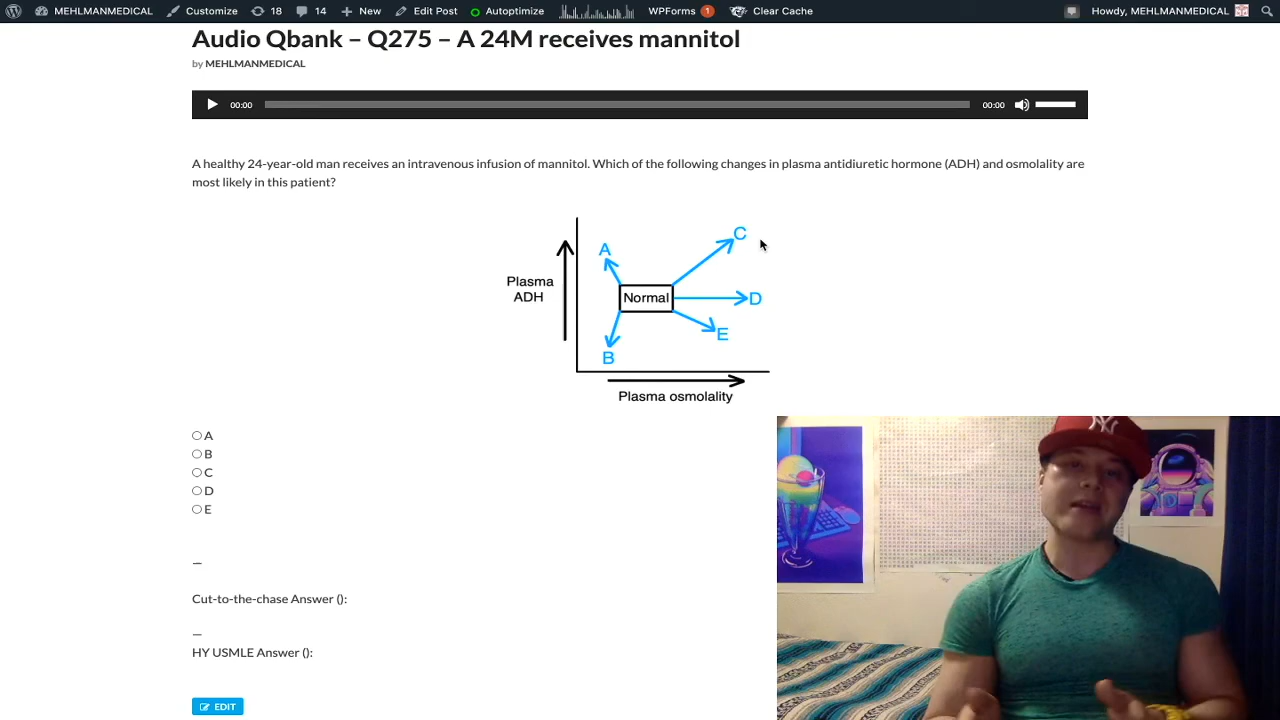 MEHLMANMEDICAL Customize 18 14 New Edit Post Autoptimize WPForms 1 Clear Cache Howdy, MEHLMANMEDICAL
Audio Qbank – Q275 – A 24M receives mannitol
by MEHLMANMEDICAL
00:00 00:00
A healthy 24-year-old man receives an intravenous infusion of mannitol. Which of the following changes in plasma antidiuretic hormone (ADH) and osmolality are
most likely in this patient?
C
A
Plasma
ADH
Normal
D
E
B
Plasma osmolality
A
B
C
D
E
—
Cut-to-the-chase Answer ():
—
HY USMLE Answer ():
EDIT